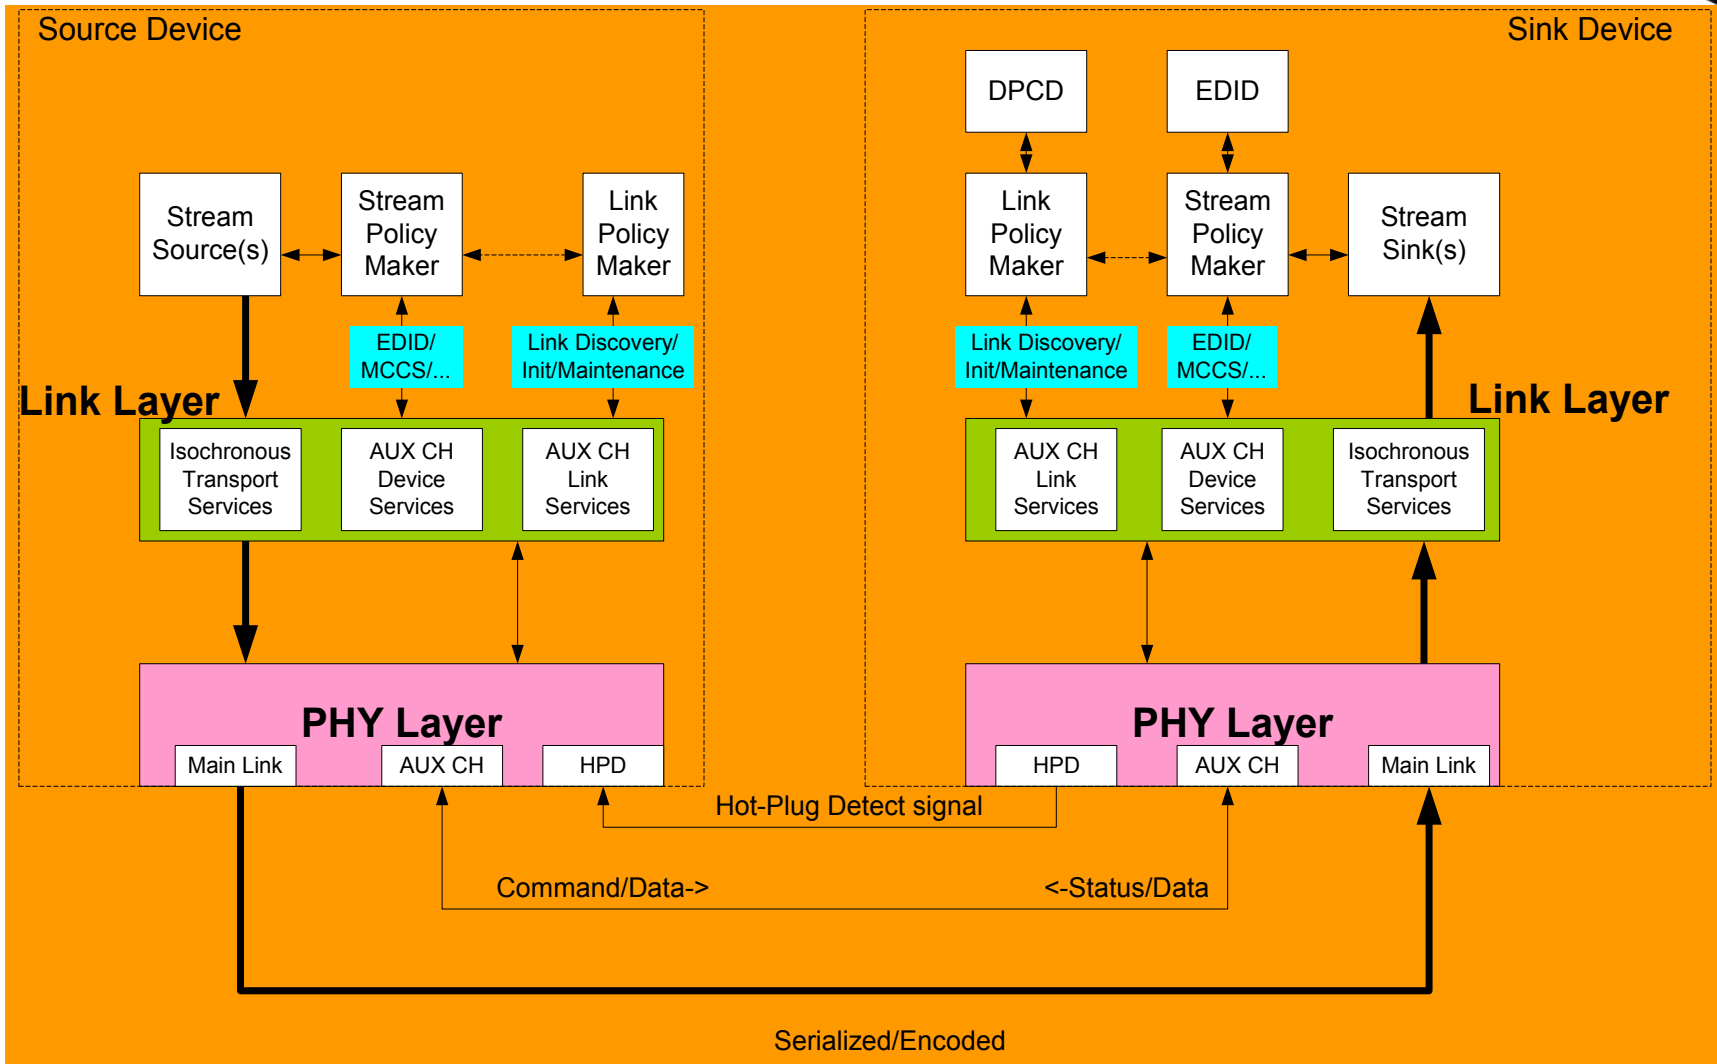 Source Device
Sink Device
DPCD
EDID
Stream
Source(s)
Stream
Policy
Maker
Link
Policy
Maker
Link
Policy
Maker
Stream
Policy
Maker
Stream
Sink(s)
EDID/
MCCS/...
Link Discovery/
Init/Maintenance
Link Discovery/
Init/Maintenance
EDID/
MCCS/...
Link Layer
Link Layer
Isochronous
Transport
Services
AUX CH
Device
Services
AUX CH
Link
Services
AUX CH
Link
Services
AUX CH
Device
Services
Isochronous
Transport
Services
PHY Layer
PHY Layer
Main Link
AUX CH
HPD
HPD
AUX CH
Main Link
Hot-Plug Detect signal
Command/Data->
<-Status/Data
Serialized/Encoded